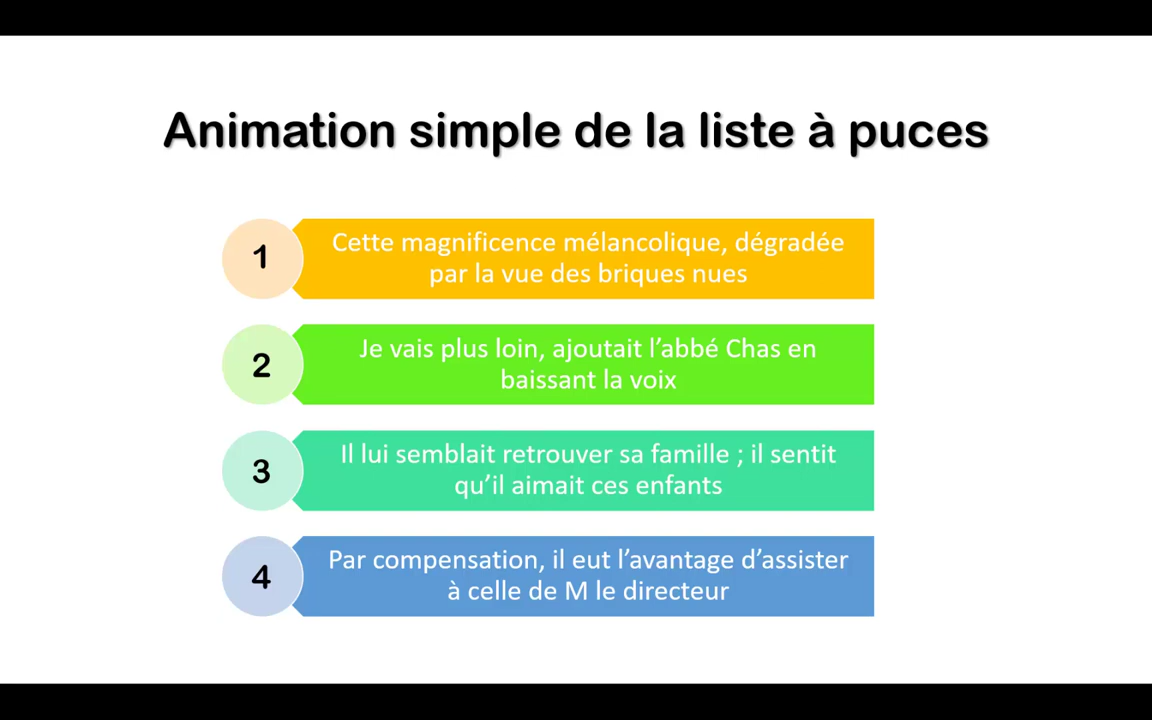 Animation simple de la liste à puces
1
Cette magnificence mélancolique, dégradée
par la vue des briques nues
2
Je vais plus loin, ajoutait l’abbé Chas en
baissant la voix
3
Il lui semblait retrouver sa famille ; il sentit
qu’il aimait ces enfants
4
Par compensation, il eut l’avantage d’assister
à celle de M le directeur